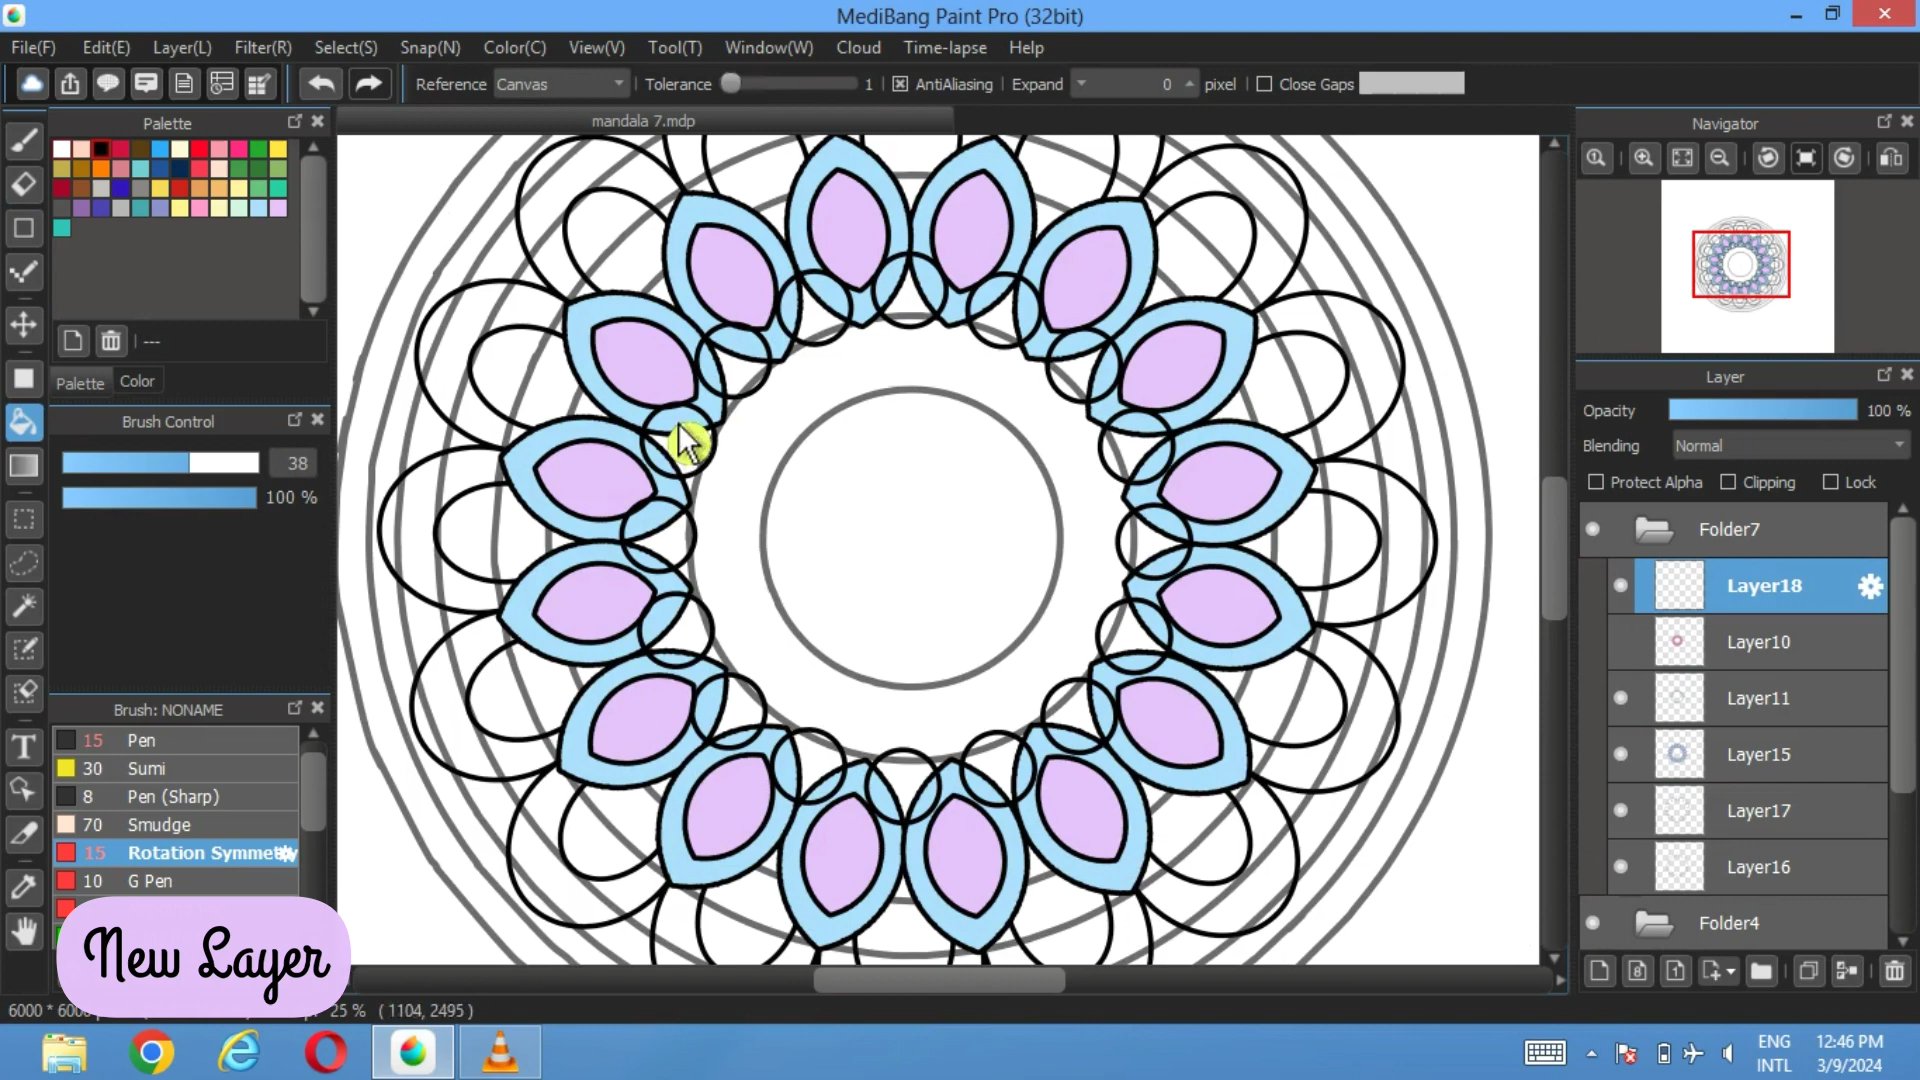 MediBang Paint Pro (32bit)
File(F) Edit(E) Layer(L) Filter(R) Select(S) Snap(N) Color(C) View(V) Tool(T) Window(W) Cloud Time-lapse Help
Reference Canvas Tolerance 1 AntiAliasing Expand 0 pixel Close Gaps
Palette
mandala 7.mdp
Navigator
---
Palette Color
Brush Control
38
100 %
Layer
Opacity 100 %
Blending Normal
Protect Alpha Clipping Lock
Folder7
Layer18
Layer10
Layer11
Layer15
Layer17
Layer16
Folder4
Brush: NONAME
15 Pen
30 Sumi
8 Pen (Sharp)
70 Smudge
15 Rotation Symmetry
10 G Pen
New Layer
25 % ( 1104, 2495 )
ENG
INTL
12:46 PM
3/9/2024